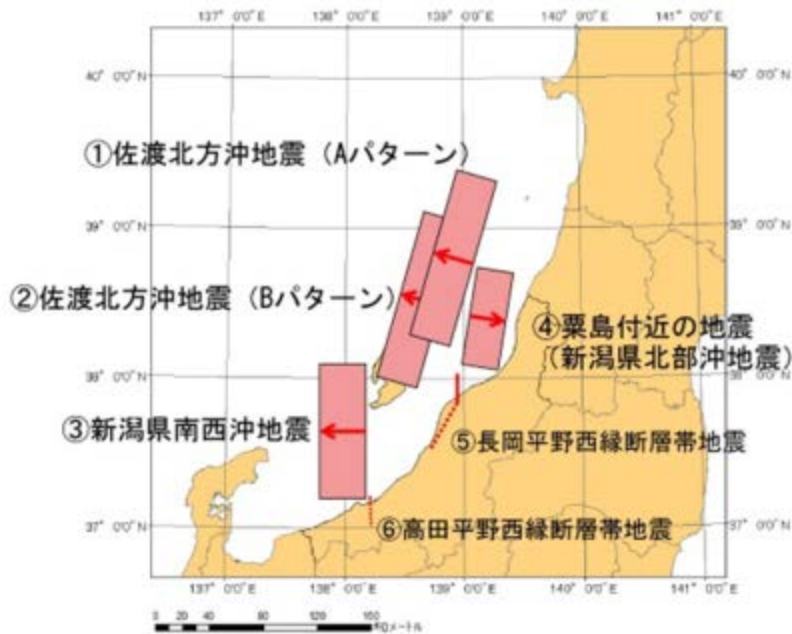 137° 0'0"E 138° 0'0"E 139° 0'0"E 140° 0'0"E 141° 0'0"E
40° 0'0"N 40° 0'0"N
①佐渡北方沖地震（Aパターン）
39° 0'0"N 39° 0'0"N
②佐渡北方沖地震（Bパターン）
④粟島付近の地震
（新潟県北部沖地震）
38° 0'0"N 38° 0'0"N
③新潟県南西沖地震
⑤長岡平野西縁断層帯地震
37° 0'0"N 37° 0'0"N
⑥高田平野西縁断層帯地震
137° 0'0"E 138° 0'0"E 139° 0'0"E 140° 0'0"E 141° 0'0"E
0 20 40 80 120 160
キロメートル